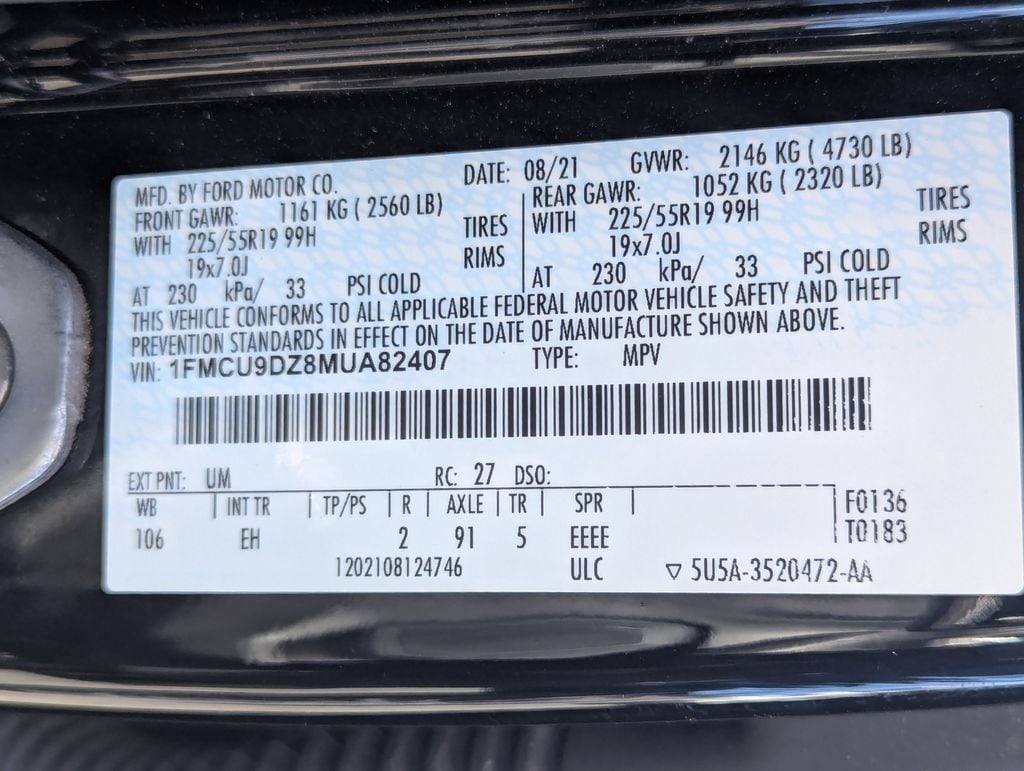 MFD. BY FORD MOTOR CO. DATE: 08/21 GVWR: 2146 KG ( 4730 LB)
FRONT GAWR: 1161 KG ( 2560 LB) REAR GAWR: 1052 KG ( 2320 LB)
WITH 225/55R19 99H TIRES WITH 225/55R19 99H TIRES
19x7.0J RIMS 19x7.0J RIMS
AT 230 kPa/ 33 PSI COLD AT 230 kPa/ 33 PSI COLD
THIS VEHICLE CONFORMS TO ALL APPLICABLE FEDERAL MOTOR VEHICLE SAFETY AND THEFT
PREVENTION STANDARDS IN EFFECT ON THE DATE OF MANUFACTURE SHOWN ABOVE.
VIN: 1FMCU9DZ8MUA82407 TYPE: MPV
EXT PNT: UM RC: 27 DSO:
WB INT TR TP/PS R AXLE TR SPR F0136
106 EH 2 91 5 EEEE T0183
1202108124746 ULC ▽ 5U5A-3520472-AA